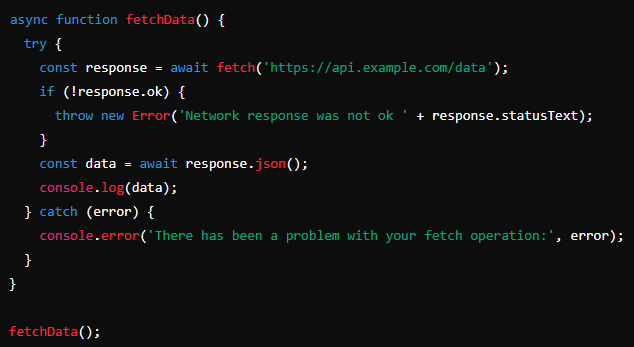 async function fetchData() {
  try {
    const response = await fetch('https://api.example.com/data');
    if (!response.ok) {
      throw new Error('Network response was not ok ' + response.statusText);
    }
    const data = await response.json();
    console.log(data);
  } catch (error) {
    console.error('There has been a problem with your fetch operation:', error);
  }
}

fetchData();